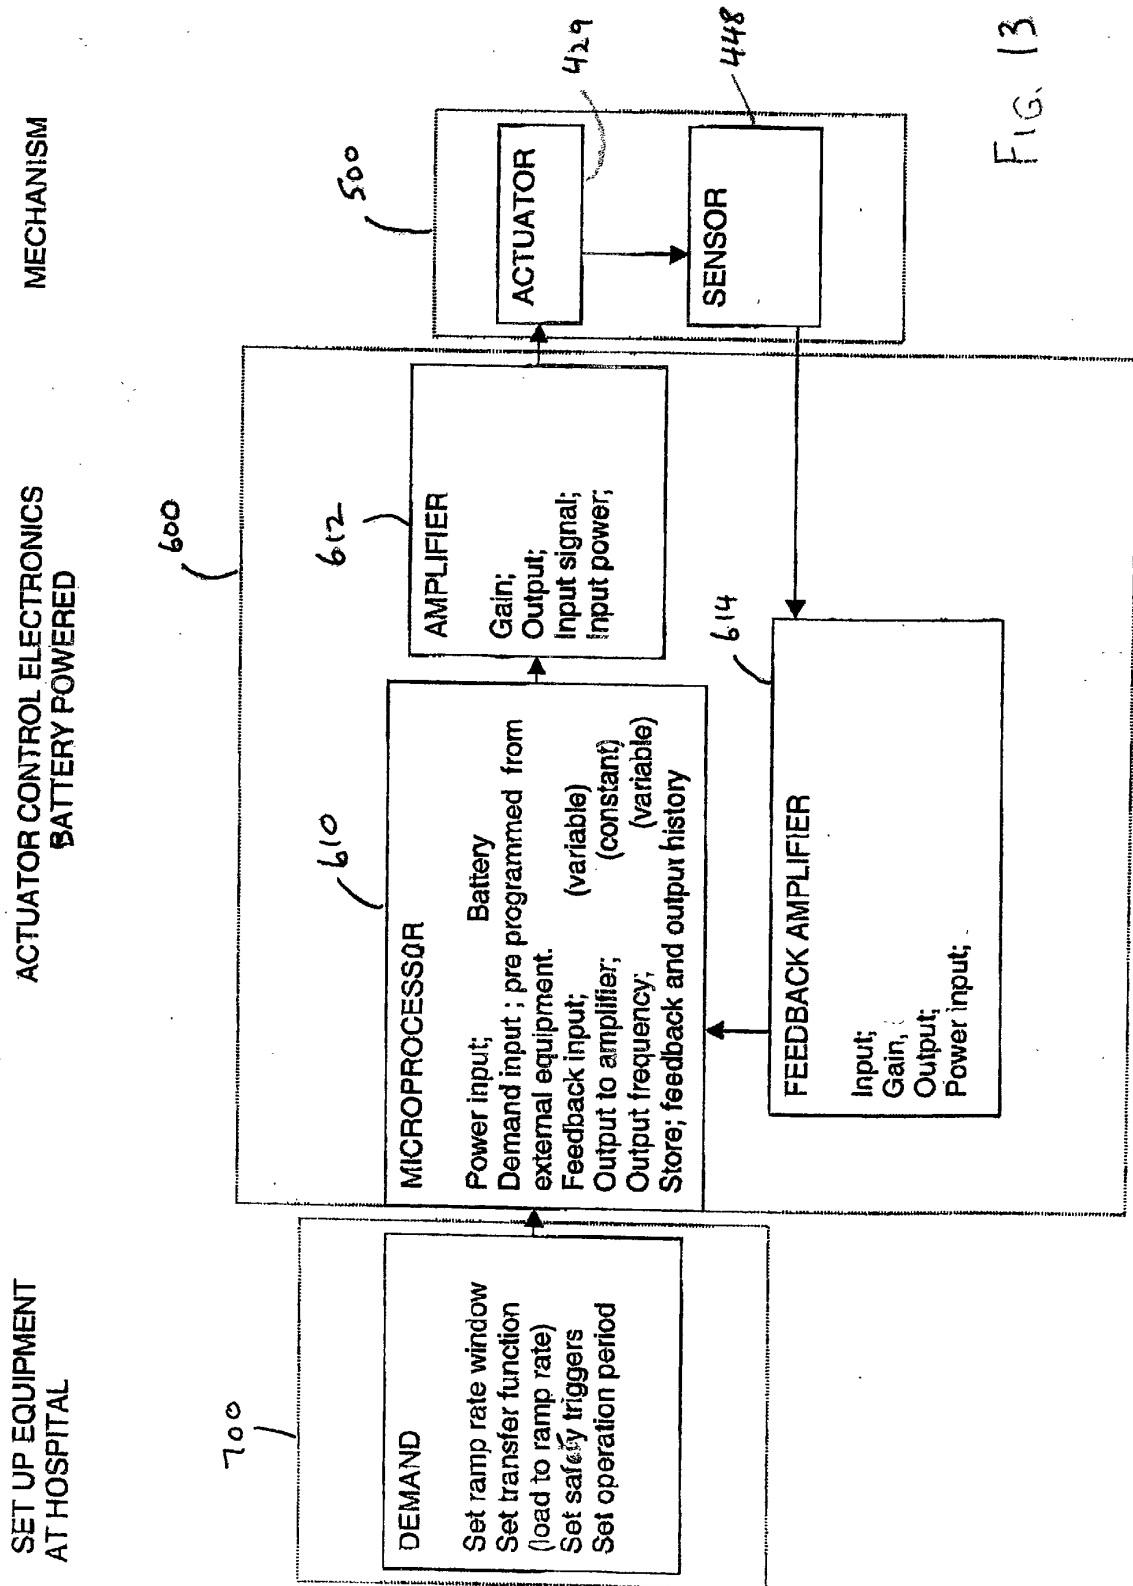 SET UP EQUIPMENT
AT HOSPITAL
ACTUATOR CONTROL ELECTRONICS
BATTERY POWERED
MECHANISM
700
DEMAND
Set ramp rate window
Set transfer function
(load to ramp rate)
Set safety triggers
Set operation period
600
610
MICROPROCESSOR
Power input; Battery
Demand input ; pre programmed from
external equipment.
Feedback input; (variable)
Output to amplifier; (constant)
Output frequency; (variable)
Store; feedback and output history
612
AMPLIFIER
Gain;
Output;
Input signal;
Input power;
614
FEEDBACK AMPLIFIER
Input;
Gain,
Output;
Power input;
500
ACTUATOR
429
SENSOR
448
FIG. 13